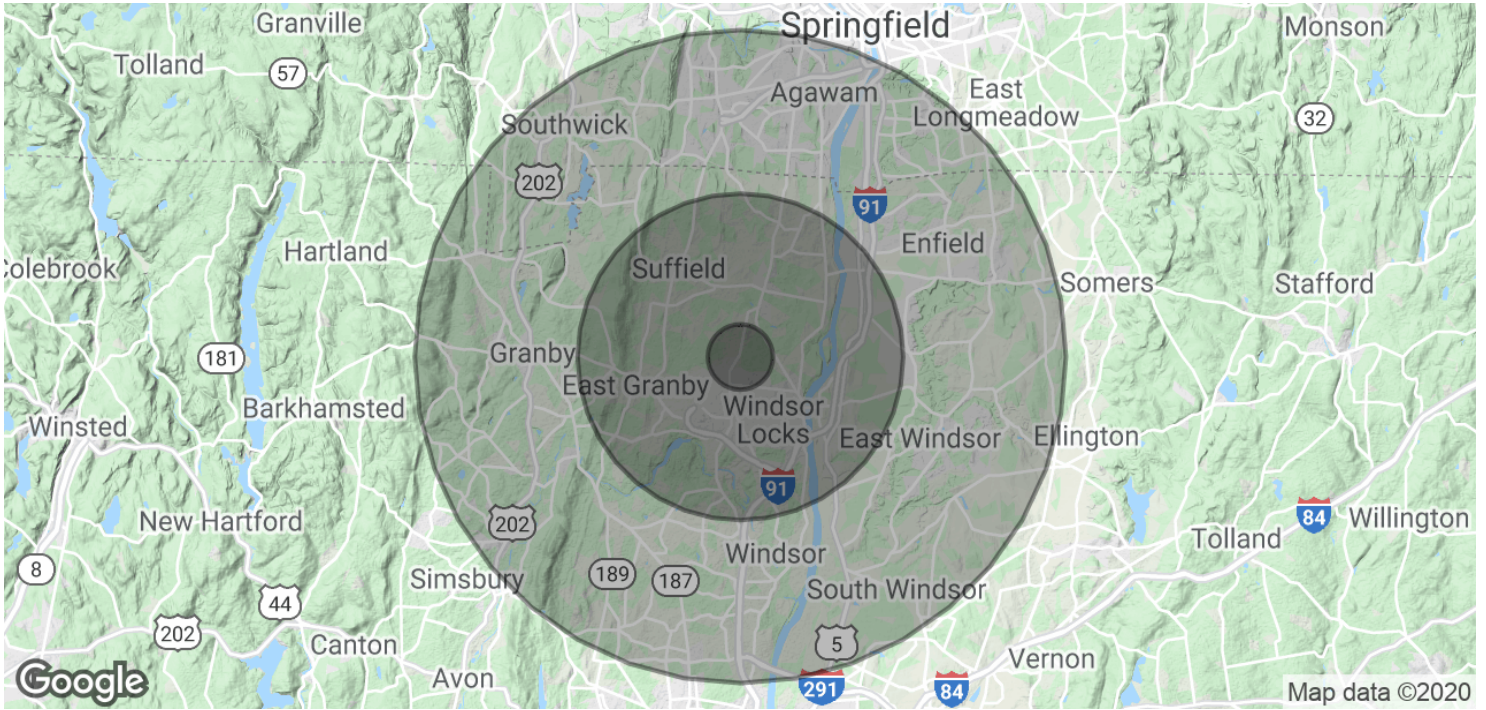 Granville
Springfield
Monson
Tolland
57
Agawam
East
Longmeadow
32
Southwick
202
91
Hartland
Enfield
Colebrook
Suffield
Somers
Stafford
181
Granby
East Granby
Barkhamsted
Windsor
Locks
Winsted
East Windsor
Ellington
91
New Hartford
202
84
Willington
Tolland
Windsor
8
Simsbury
189
187
South Windsor
44
202
5
Canton
Vernon
Avon
291
84
Google
Map data ©2020